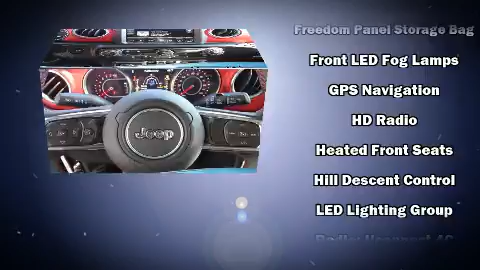 Freedom Panel Storage Bag
Front LED Fog Lamps
GPS Navigation
HD Radio
Heated Front Seats
Hill Descent Control
LED Lighting Group
Jeep